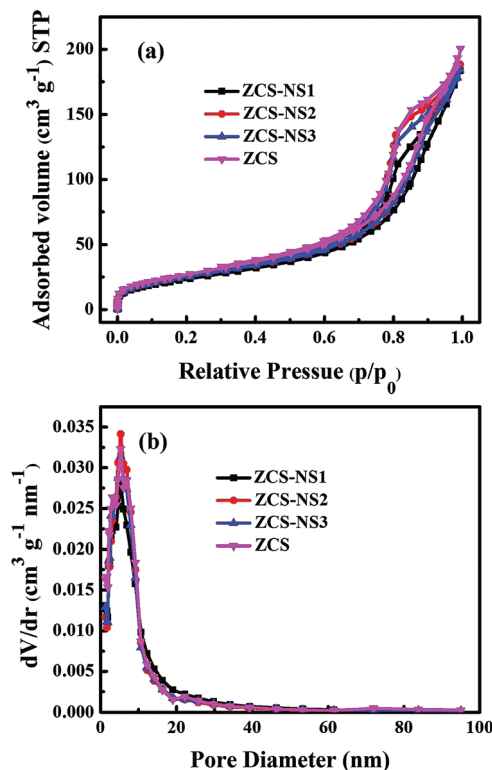 (a)
ZCS-NS1
ZCS-NS2
ZCS-NS3
ZCS
Adsorbed volume (cm³ g⁻¹) STP
200
150
100
50
0
0.0 0.2 0.4 0.6 0.8 1.0
Relative Pressue (p/p₀)
(b)
ZCS-NS1
ZCS-NS2
ZCS-NS3
ZCS
dV/dr (cm³ g⁻¹ nm⁻¹)
0.035
0.030
0.025
0.020
0.015
0.010
0.005
0.000
0 20 40 60 80 100
Pore Diameter (nm)